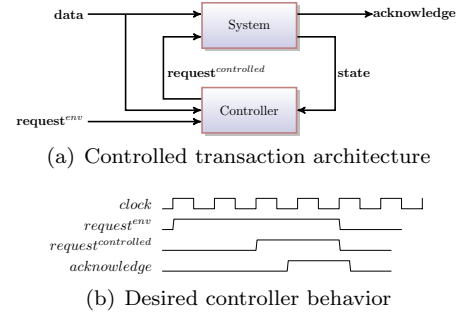 data
System
acknowledge
request^controlled
state
Controller
request^env
(a) Controlled transaction architecture
clock
request^env
request^controlled
acknowledge
(b) Desired controller behavior